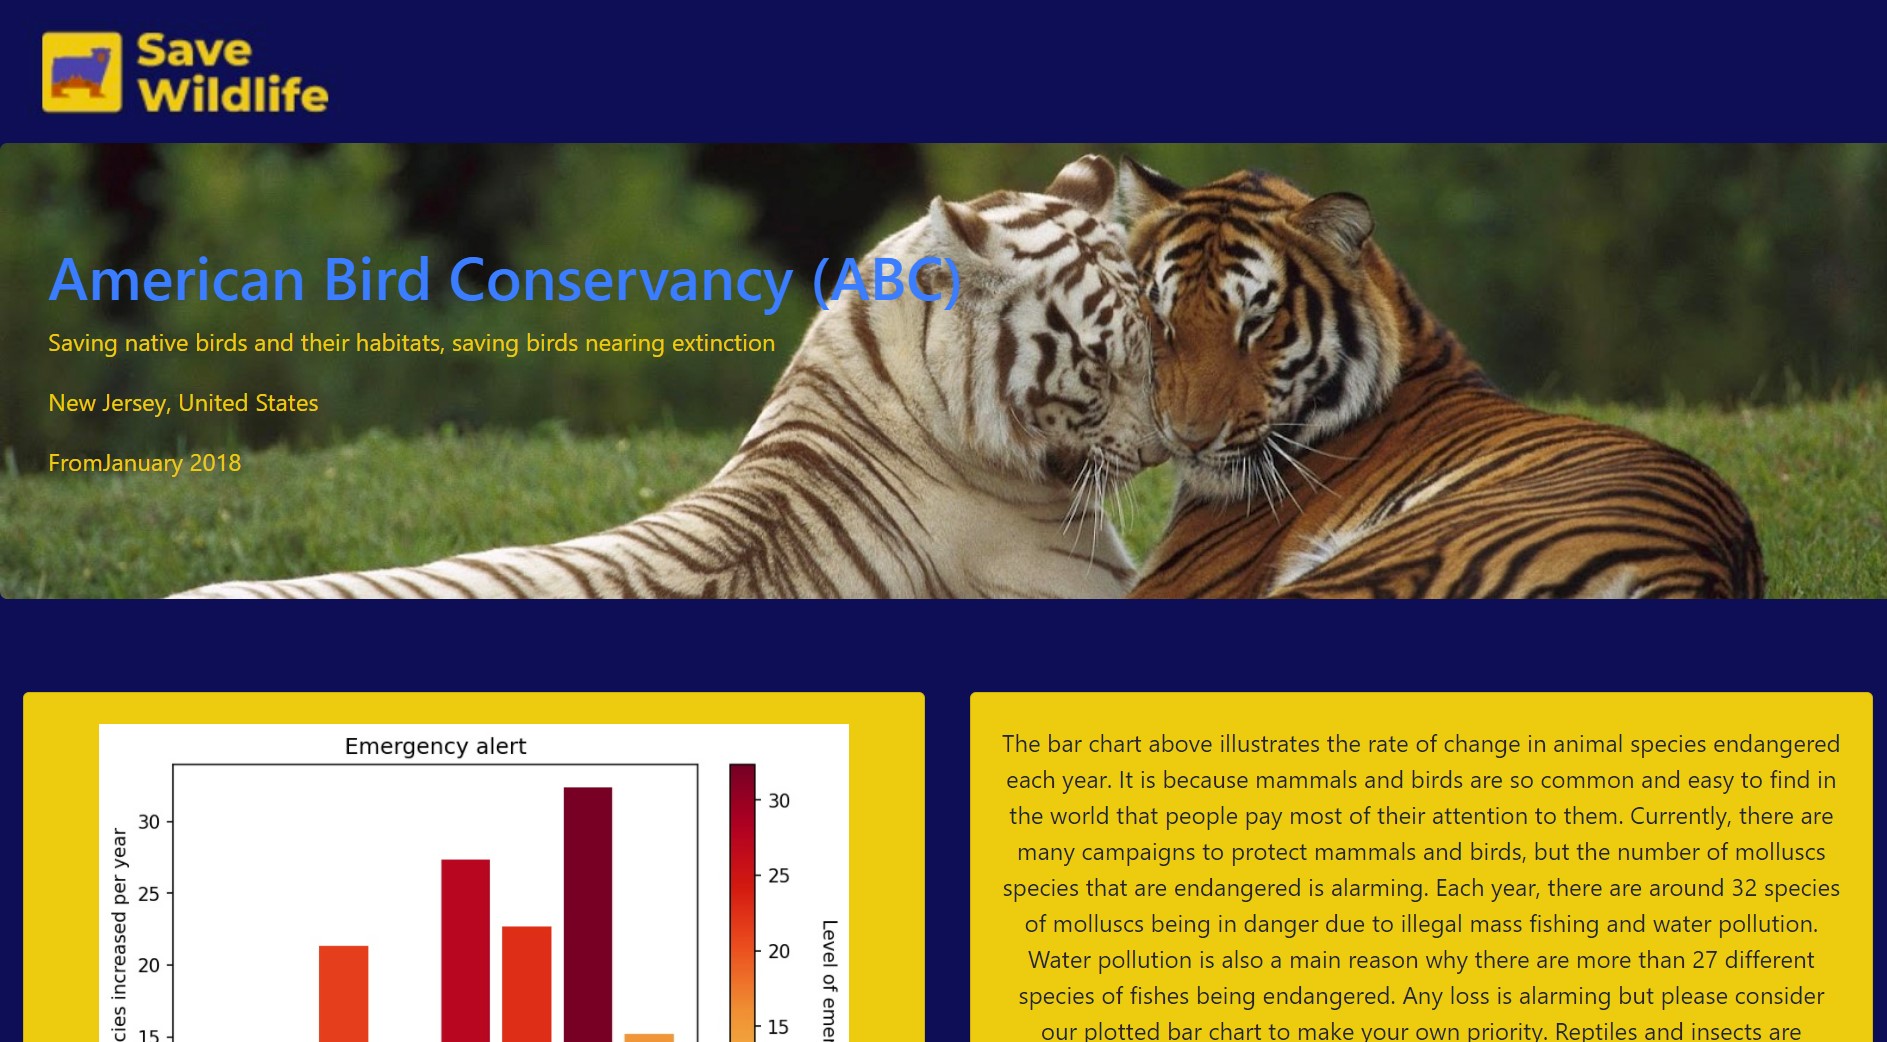 Save
Wildlife
American Bird Conservancy (ABC)
Saving native birds and their habitats, saving birds nearing extinction
New Jersey, United States
FromJanuary 2018
Emergency alert
30
25
20
15
cies increased per year
30
25
20
15
Level of emer
The bar chart above illustrates the rate of change in animal species endangered
each year. It is because mammals and birds are so common and easy to find in
the world that people pay most of their attention to them. Currently, there are
many campaigns to protect mammals and birds, but the number of molluscs
species that are endangered is alarming. Each year, there are around 32 species
of molluscs being in danger due to illegal mass fishing and water pollution.
Water pollution is also a main reason why there are more than 27 different
species of fishes being endangered. Any loss is alarming but please consider
our plotted bar chart to make your own priority. Reptiles and insects are